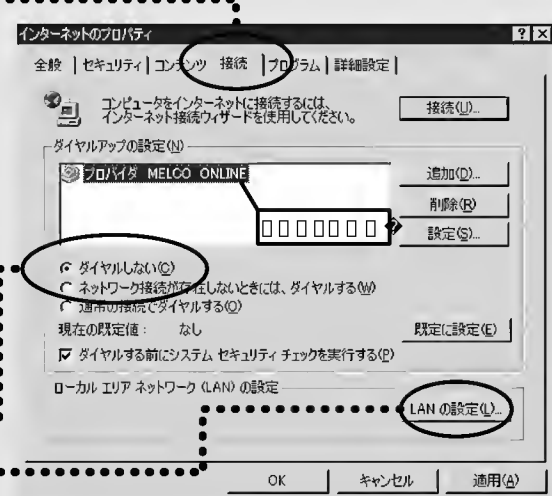 インターネットのプロパティ
全般 セキュリティ コンテンツ 接続 プログラム 詳細設定
コンピュータをインターネットに接続するには、
インターネット接続ウィザードを使用してください。
接続(U)...
ダイヤルアップの設定(N)
プロバイダ MELCO ONLINE
追加(D)...
削除(R)
設定(S)...
ダイヤルしない(C)
ネットワーク接続が存在しないときには、ダイヤルする(W)
通常の接続でダイヤルする(O)
現在の既定値: なし
既定に設定(E)
ダイヤルする前にシステム セキュリティ チェックを実行する(P)
ローカル エリア ネットワーク (LAN) の設定
LAN の設定(L)...
OK キャンセル 適用(A)